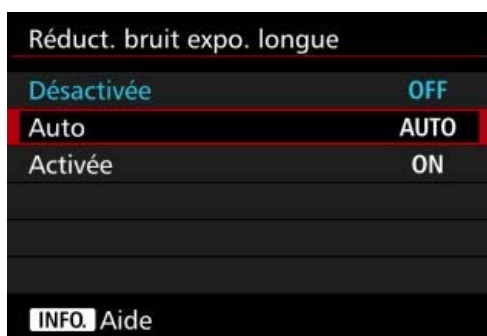 Réduct. bruit expo. longue
Désactivée OFF
Auto AUTO
Activée ON
INFO. Aide